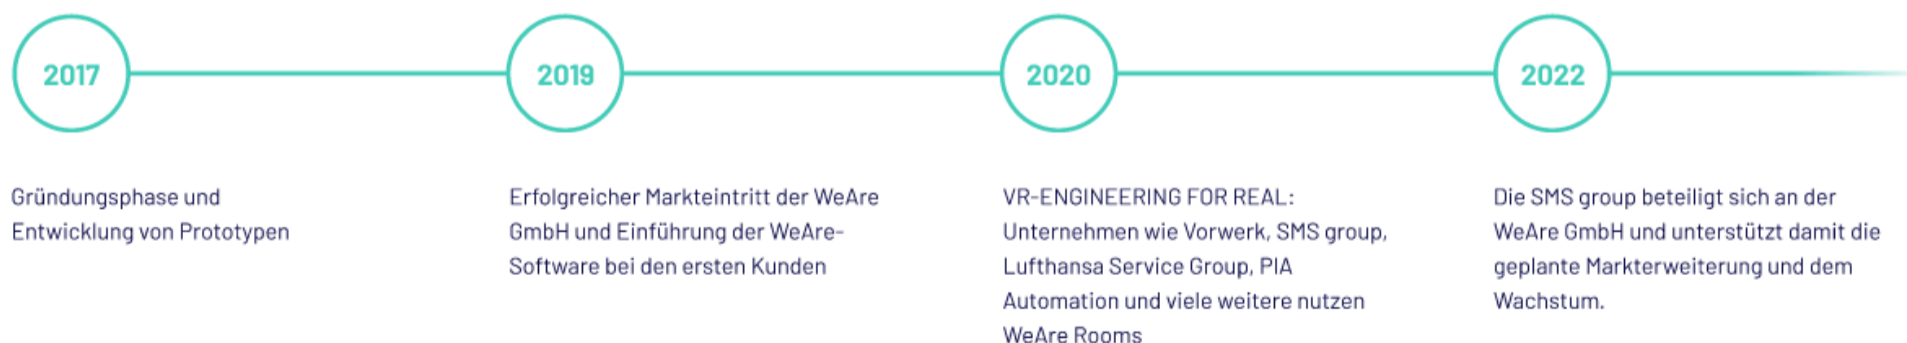 2017
2019
2020
2022
Gründungsphase und
Entwicklung von Prototypen
Erfolgreicher Markteintritt der WeAre
GmbH und Einführung der WeAre-
Software bei den ersten Kunden
VR-ENGINEERING FOR REAL:
Unternehmen wie Vorwerk, SMS group,
Lufthansa Service Group, PIA
Automation und viele weitere nutzen
WeAre Rooms
Die SMS group beteiligt sich an der
WeAre GmbH und unterstützt damit die
geplante Markterweiterung und dem
Wachstum.